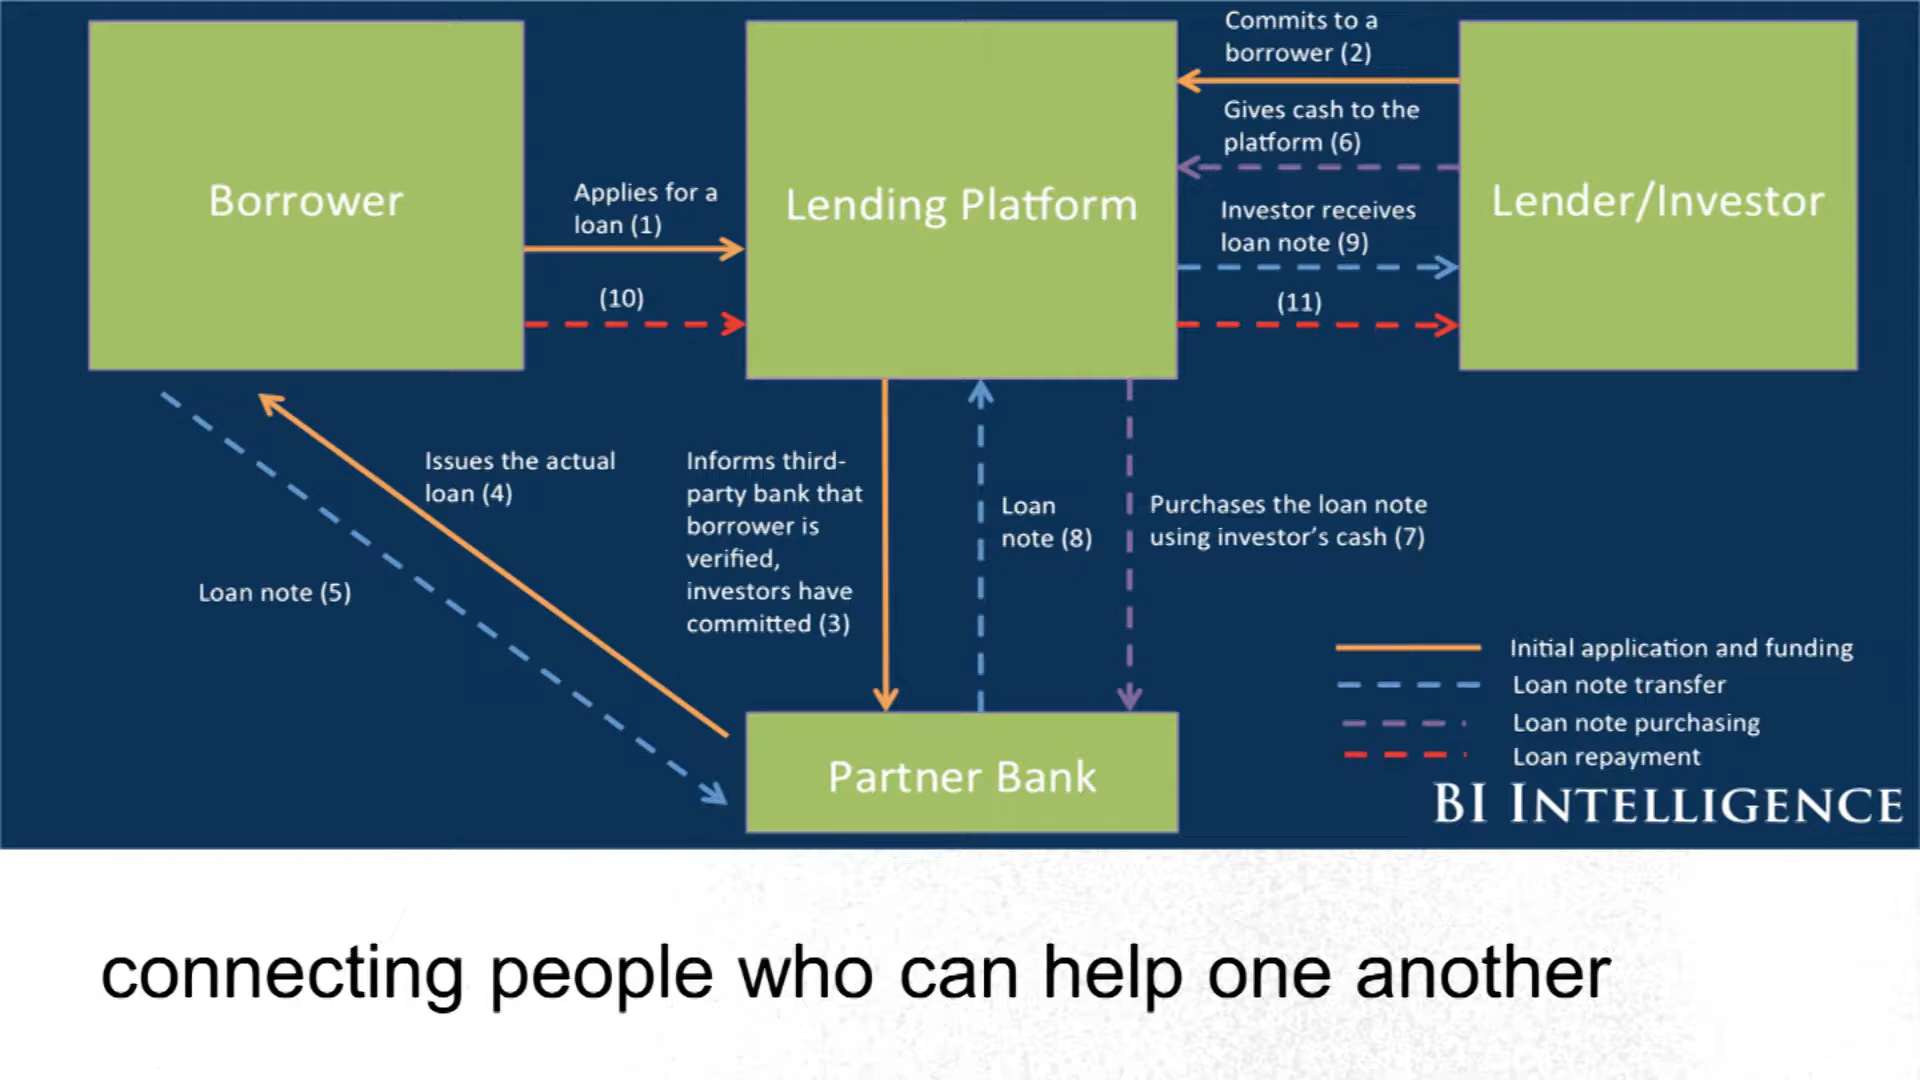 Borrower
Applies for a
loan (1)
(10)
Lending Platform
Commits to a
borrower (2)
Gives cash to the
platform (6)
Investor receives
loan note (9)
(11)
Lender/Investor
Issues the actual
loan (4)
Loan note (5)
Informs third-
party bank that
borrower is
verified,
investors have
committed (3)
Loan
note (8)
Purchases the loan note
using investor’s cash (7)
Partner Bank
Initial application and funding
Loan note transfer
Loan note purchasing
Loan repayment
BI INTELLIGENCE
connecting people who can help one another